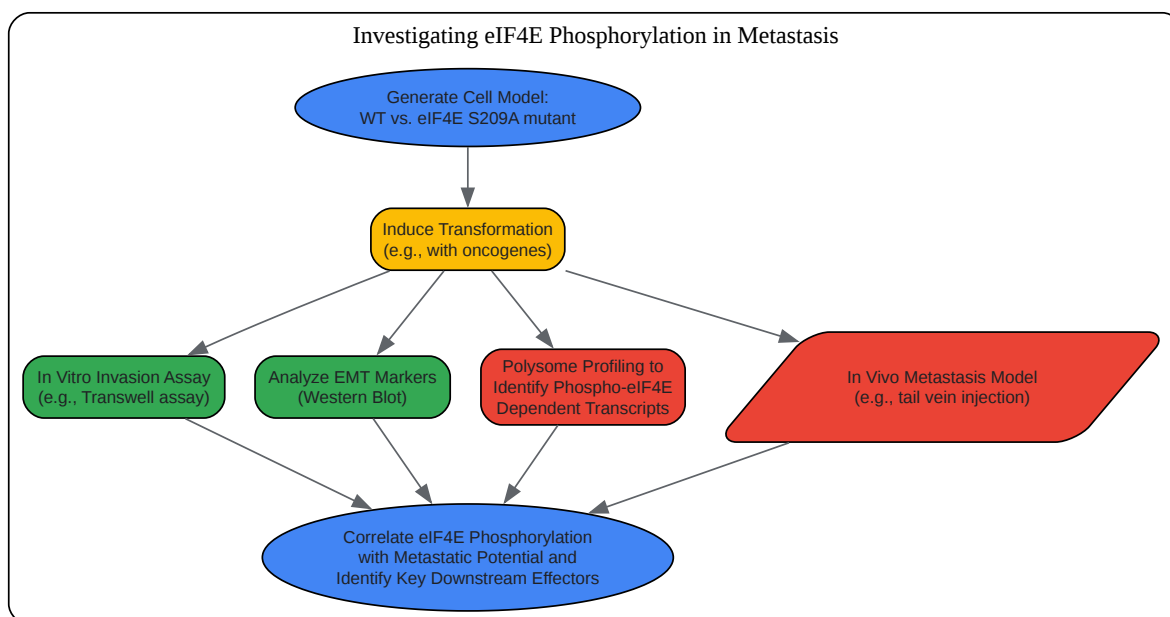 Investigating eIF4E Phosphorylation in Metastasis
Generate Cell Model:
WT vs. eIF4E S209A mutant
Induce Transformation
(e.g., with oncogenes)
In Vitro Invasion Assay
(e.g., Transwell assay)
Analyze EMT Markers
(Western Blot)
Polysome Profiling to
Identify Phospho-eIF4E
Dependent Transcripts
In Vivo Metastasis Model
(e.g., tail vein injection)
Correlate eIF4E Phosphorylation
with Metastatic Potential and
Identify Key Downstream Effectors